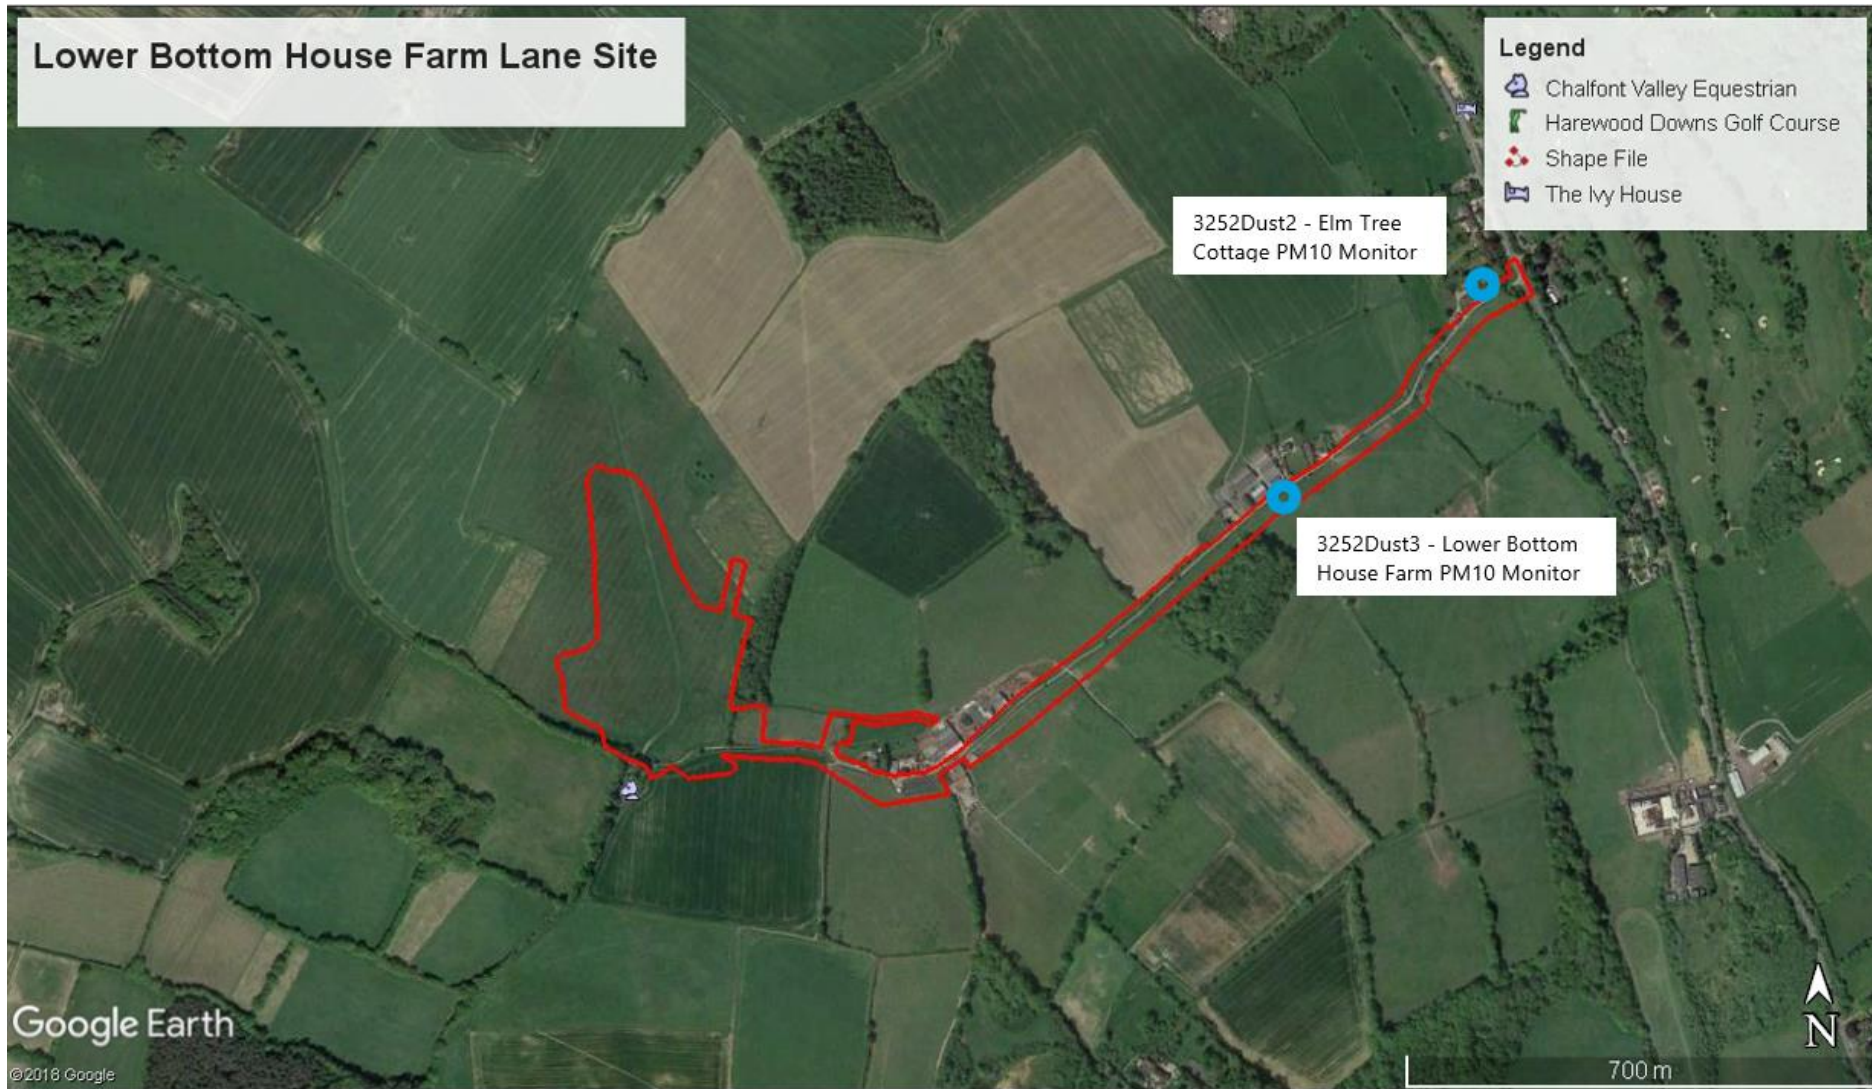 Lower Bottom House Farm Lane Site
Legend
Chalfont Valley Equestrian
Harewood Downs Golf Course
Shape File
The Ivy House
3252Dust2 - Elm Tree
Cottage PM10 Monitor
3252Dust3 - Lower Bottom
House Farm PM10 Monitor
Google Earth
©2018 Google
N
700 m